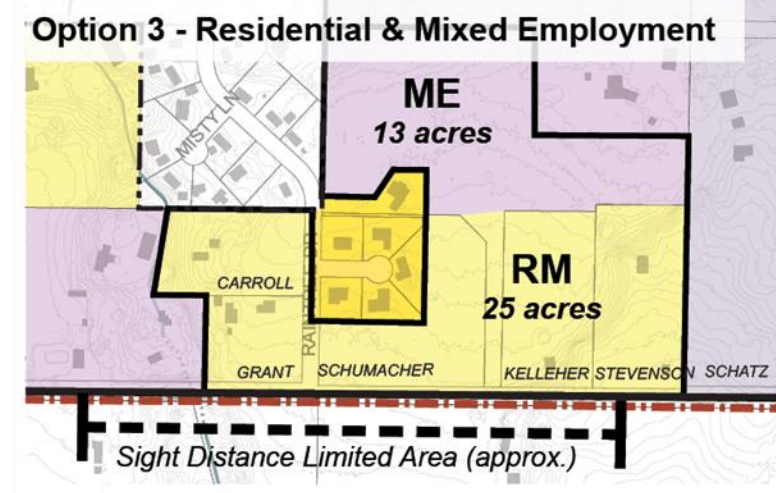 Option 3 - Residential & Mixed Employment
ME
13 acres
MISTY LN
RM
25 acres
CARROLL
GRANT
SCHUMACHER
KELLEHER
STEVENSON
SCHATZ
Sight Distance Limited Area (approx.)